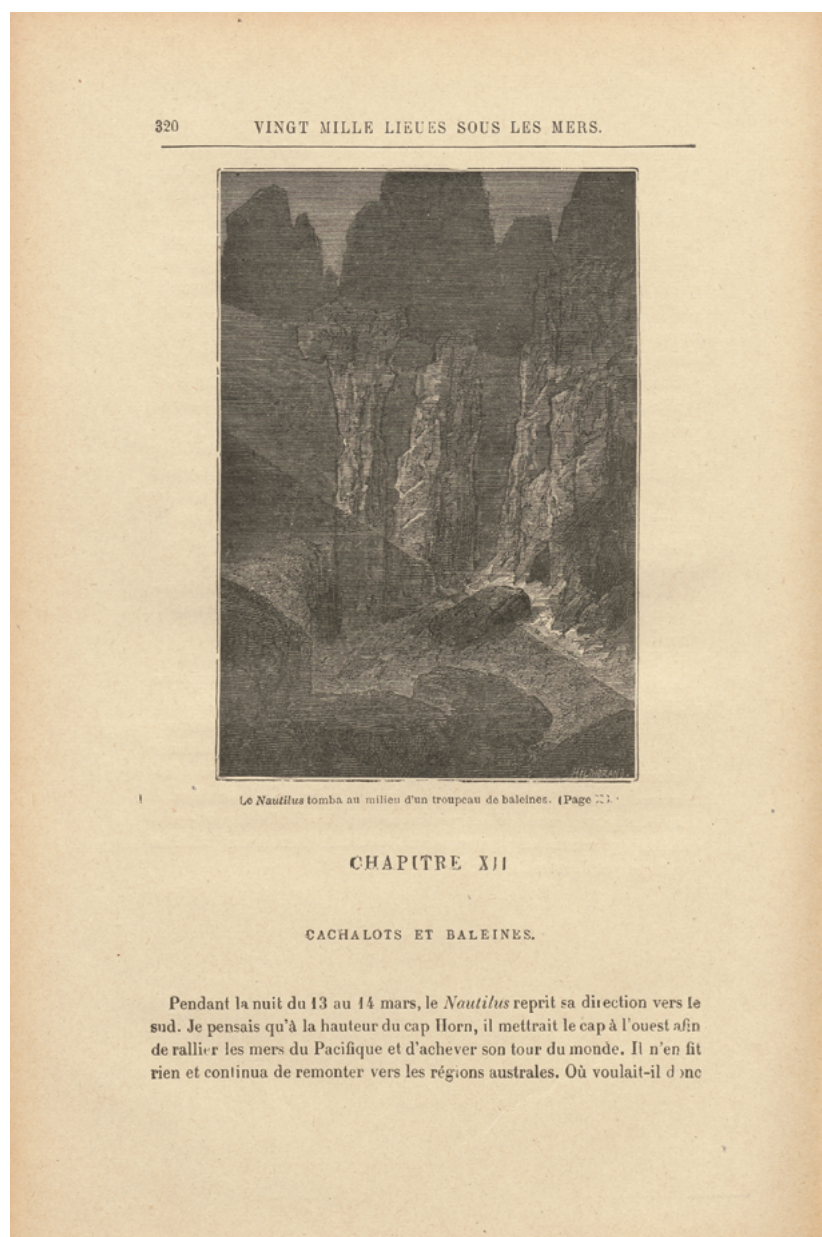 320
VINGT MILLE LIEUES SOUS LES MERS.
HILDIBRAND
Le Nautilus tomba au milieu d'un troupeau de baleines. (Page
CHAPITRE XII
CACHALOTS ET BALEINES.
Pendant la nuit du 13 au 14 mars, le Nautilus reprit sa direction vers le
sud. Je pensais qu'à la hauteur du cap Horn, il mettrait le cap à l'ouest afin
de rallier les mers du Pacifique et d'achever son tour du monde. Il n'en fit
rien et continua de remonter vers les régions australes. Où voulait-il donc